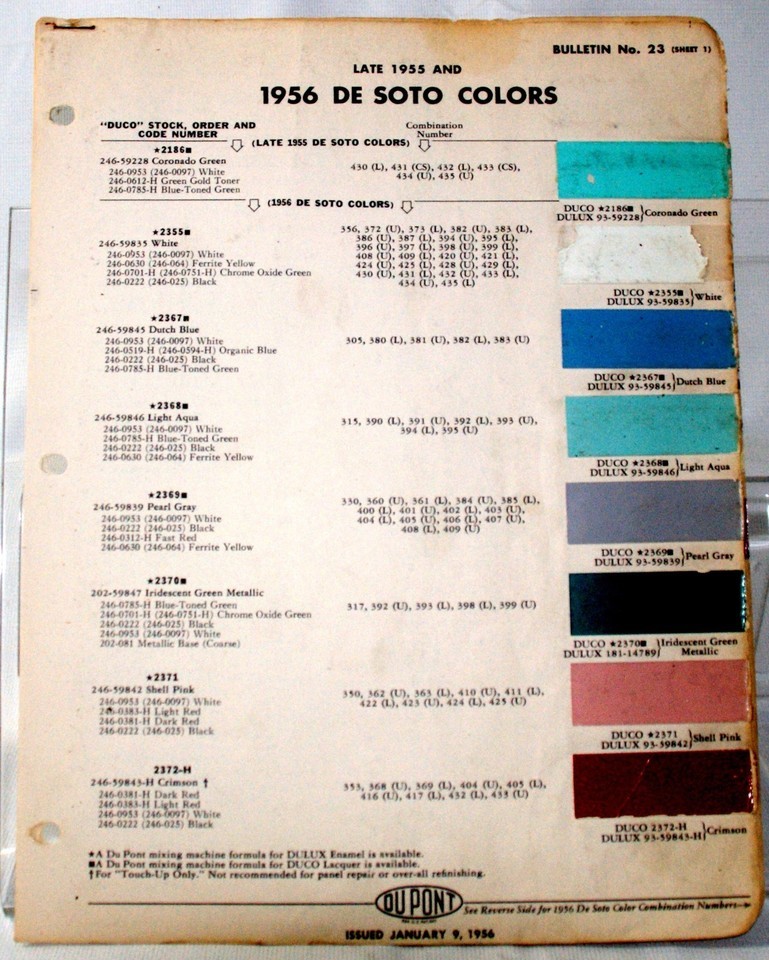 BULLETIN No. 23 (SHEET 1)
LATE 1955 AND
1956 DE SOTO COLORS
"DUCO" STOCK, ORDER AND
CODE NUMBER
Combination
Number
(LATE 1955 DE SOTO COLORS)
★2186■
246-59228 Coronado Green
246-0953 (246-0097) White
246-0612-H Green Gold Toner
246-0785-H Blue-Toned Green
430 (L), 431 (CS), 432 (L), 433 (CS),
434 (U), 435 (U)
DUCO ★2186■
DULUX 93-59228
Coronado Green
(1956 DE SOTO COLORS)
★2355■
246-59835 White
246-0953 (246-0097) White
246-0630 (246-064) Ferrite Yellow
246-0701-H (246-0751-H) Chrome Oxide Green
246-0222 (246-025) Black
356, 372 (U), 373 (L), 382 (U), 383 (L),
386 (U), 387 (L), 394 (U), 395 (L),
396 (U), 397 (L), 398 (U), 399 (L),
408 (U), 409 (L), 420 (U), 421 (L),
424 (U), 425 (L), 428 (U), 429 (L),
430 (U), 431 (L), 432 (U), 433 (L),
434 (U), 435 (L)
DUCO ★2355■
DULUX 93-59835
White
★2367■
246-59845 Dutch Blue
246-0953 (246-0097) White
246-0519-H (246-0594-H) Organic Blue
246-0222 (246-025) Black
246-0785-H Blue-Toned Green
305, 380 (L), 381 (U), 382 (L), 383 (U)
DUCO ★2367■
DULUX 93-59845
Dutch Blue
★2368■
246-59846 Light Aqua
246-0953 (246-0097) White
246-0785-H Blue-Toned Green
246-0222 (246-025) Black
246-0630 (246-064) Ferrite Yellow
315, 390 (L), 391 (U), 392 (L), 393 (U),
394 (L), 395 (U)
DUCO ★2368■
DULUX 93-59846
Light Aqua
★2369■
246-59839 Pearl Gray
246-0953 (246-0097) White
246-0222 (246-025) Black
246-0312-H Fast Red
246-0630 (246-064) Ferrite Yellow
330, 360 (U), 361 (L), 384 (U), 385 (L),
400 (L), 401 (U), 402 (L), 403 (U),
404 (L), 405 (U), 406 (L), 407 (U),
408 (L), 409 (U)
DUCO ★2369■
DULUX 93-59839
Pearl Gray
★2370■
202-59847 Iridescent Green Metallic
246-0785-H Blue-Toned Green
246-0701-H (246-0751-H) Chrome Oxide Green
246-0222 (246-025) Black
246-0953 (246-0097) White
202-081 Metallic Base (Coarse)
317, 392 (U), 393 (L), 398 (L), 399 (U)
DUCO ★2370■
DULUX 181-14789
Iridescent Green
Metallic
★2371
246-59842 Shell Pink
246-0953 (246-0097) White
246-0383-H Light Red
246-0381-H Dark Red
246-0222 (246-025) Black
350, 362 (U), 363 (L), 410 (U), 411 (L),
422 (L), 423 (U), 424 (L), 425 (U)
DUCO ★2371
DULUX 93-59842
Shell Pink
2372-H
246-59843-H Crimson †
246-0381-H Dark Red
246-0383-H Light Red
246-0953 (246-0097) White
246-0222 (246-025) Black
353, 368 (U), 369 (L), 404 (U), 405 (L),
416 (U), 417 (L), 432 (L), 433 (U)
DUCO 2372-H
DULUX 93-59843-H
Crimson
★A Du Pont mixing machine formula for DULUX Enamel is available.
■A Du Pont mixing machine formula for DUCO Lacquer is available.
†For "Touch-Up Only." Not recommended for panel repair or over-all refinishing.
DU PONT
See Reverse Side for 1956 De Soto Color Combination Numbers
ISSUED JANUARY 9, 1956